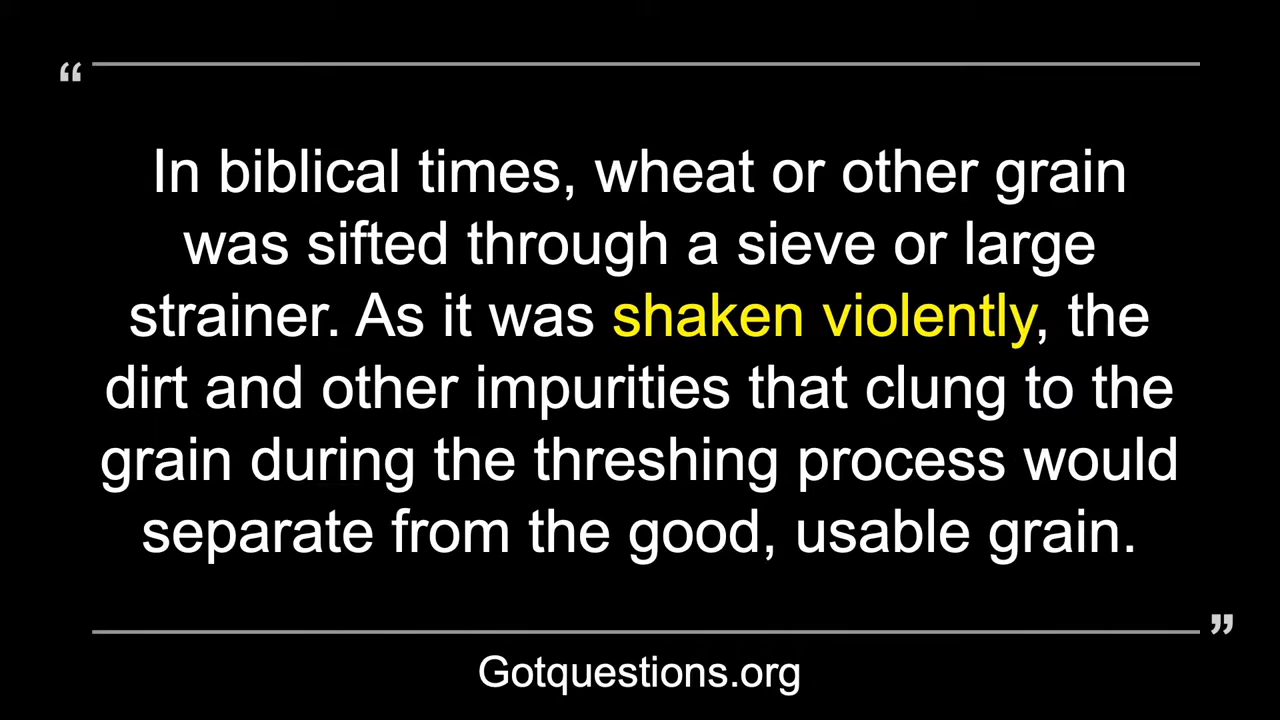 “
In biblical times, wheat or other grain
was sifted through a sieve or large
strainer. As it was shaken violently, the
dirt and other impurities that clung to the
grain during the threshing process would
separate from the good, usable grain.
”
Gotquestions.org